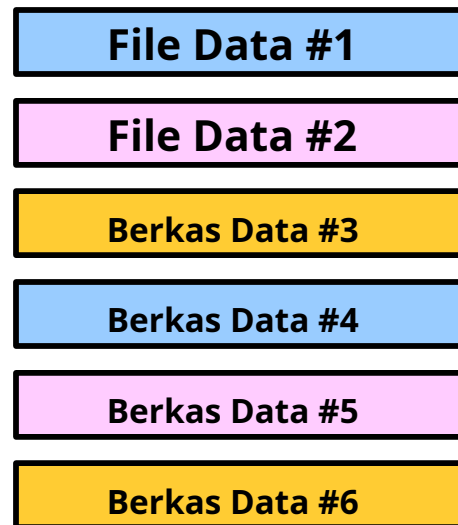 File Data #1
File Data #2
Berkas Data #3
Berkas Data #4
Berkas Data #5
Berkas Data #6